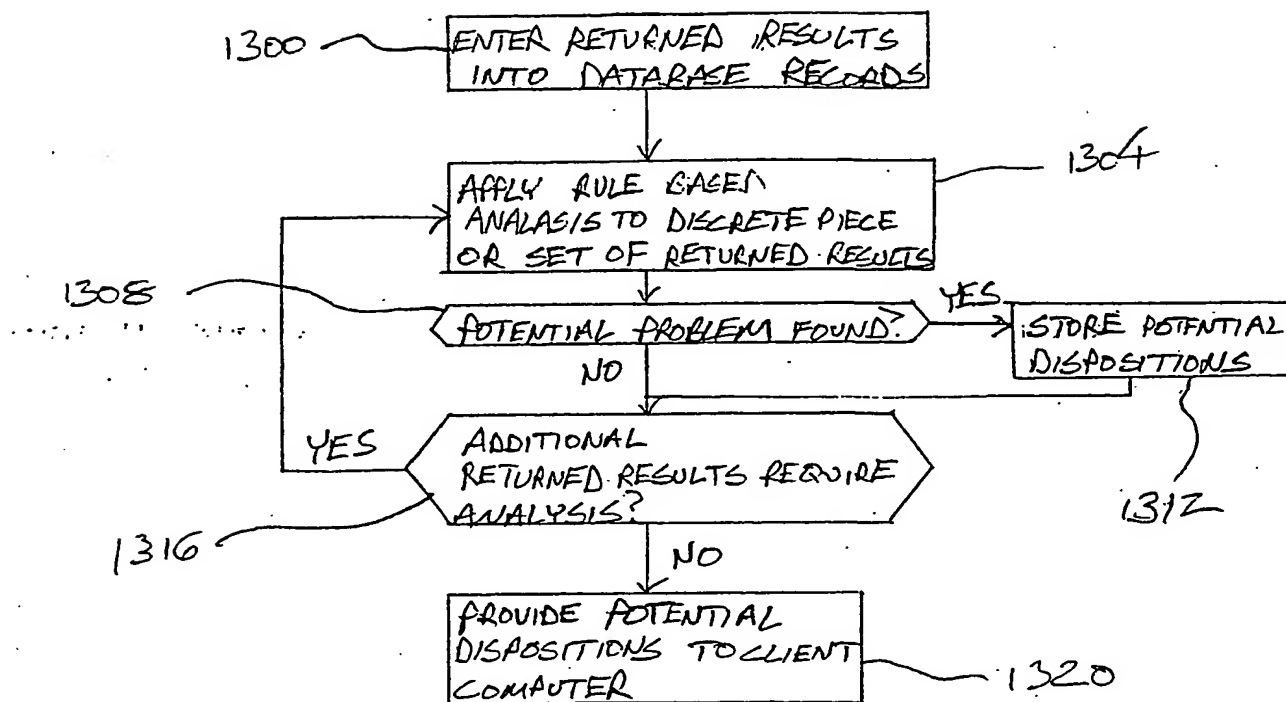 1300
ENTER RETURNED RESULTS
INTO DATABASE RECORDS
1304
APPLY RULE BASED
ANALASIS TO DISCRETE PIECE
OR SET OF RETURNED RESULTS
1308
POTENTIAL PROBLEM FOUND?
YES
STORE POTENTIAL
DISPOSITIONS
NO
YES
ADDITIONAL
RETURNED RESULTS REQUIRE
ANALYSIS?
1312
1316
NO
PROVIDE POTENTIAL
DISPOSITIONS TO CLIENT
COMPUTER
1320